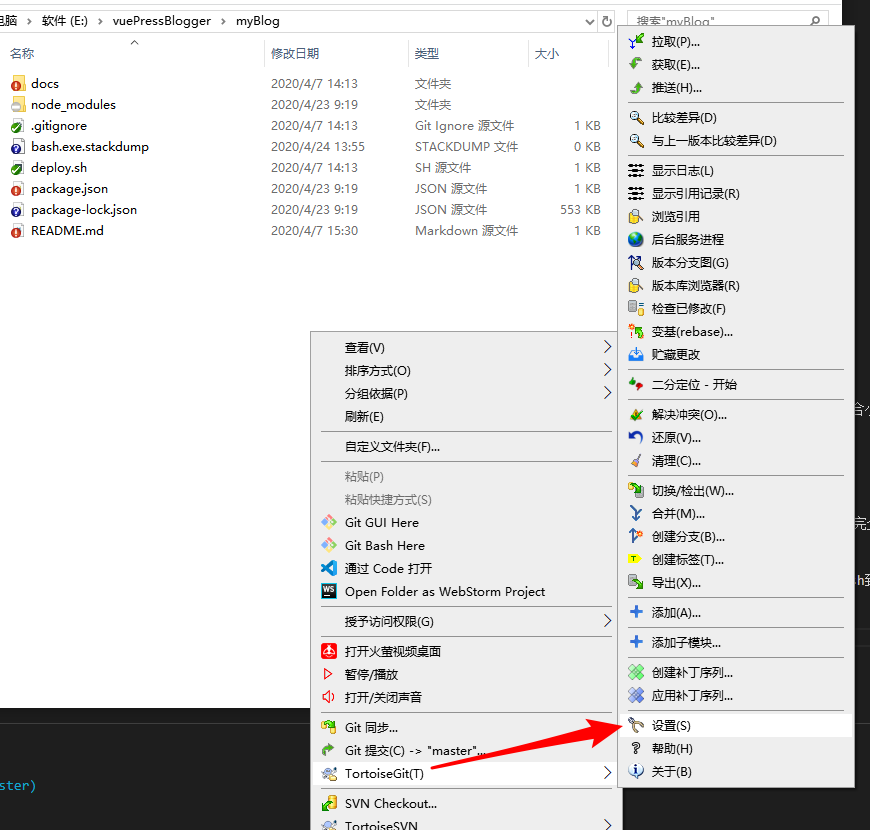 电脑 › 软件 (E:) › vuePressBlogger › myBlog
搜索"myBlog"
名称 修改日期 类型 大小
docs 2020/4/7 14:13 文件夹
node_modules 2020/4/23 9:19 文件夹
.gitignore 2020/4/7 14:13 Git Ignore 源文件 1 KB
bash.exe.stackdump 2020/4/24 13:55 STACKDUMP 文件 0 KB
deploy.sh 2020/4/7 14:13 SH 源文件 1 KB
package.json 2020/4/23 9:19 JSON 源文件 1 KB
package-lock.json 2020/4/23 9:19 JSON 源文件 553 KB
README.md 2020/4/7 15:30 Markdown 源文件 1 KB
查看(V)
排序方式(O)
分组依据(P)
刷新(E)
自定义文件夹(F)...
粘贴(P)
粘贴快捷方式(S)
Git GUI Here
Git Bash Here
通过 Code 打开
WS
Open Folder as WebStorm Project
授予访问权限(G)
打开火萤视频桌面
暂停/播放
打开/关闭声音
Git 同步...
Git 提交(C) -> "master"...
TortoiseGit(T)
SVN Checkout...
TortoiseSVN
拉取(P)...
获取(E)...
推送(H)...
比较差异(D)
与上一版本比较差异(D)
显示日志(L)
显示引用记录(R)
浏览引用
后台服务进程
版本分支图(G)
版本库浏览器(R)
检查已修改(F)
变基(rebase)...
贮藏更改
二分定位 - 开始
解决冲突(O)...
还原(V)...
清理(C)...
切换/检出(W)...
合并(M)...
创建分支(B)...
创建标签(T)...
导出(X)...
添加(A)...
添加子模块...
创建补丁序列...
应用补丁序列...
设置(S)
帮助(H)
关于(B)
ster)